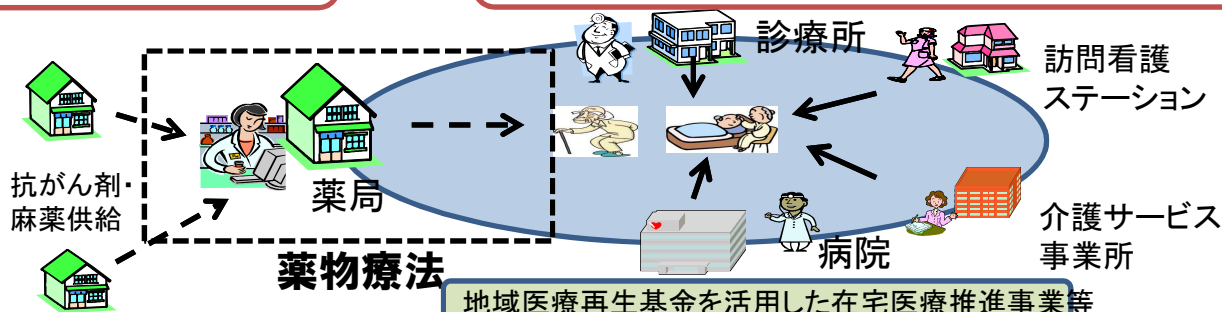 診療所
訪問看護
ステーション
抗がん剤・
麻薬供給
薬局
介護サービス
事業所
病院
薬物療法
地域医療再生基金を活用した在宅医療推進事業等